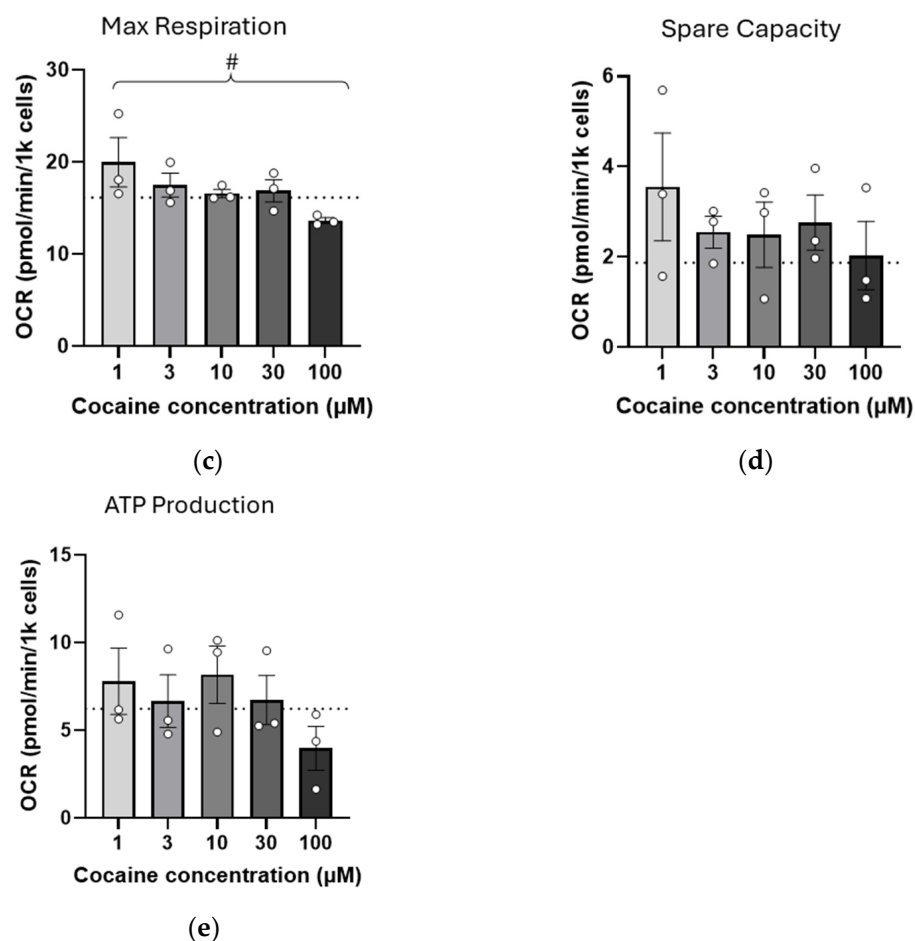 Max Respiration
#
OCR (pmol/min/1k cells)
30
20
10
0
1 3 10 30 100
Cocaine concentration (µM)
(c)
Spare Capacity
OCR (pmol/min/1k cells)
6
4
2
0
1 3 10 30 100
Cocaine concentration (µM)
(d)
ATP Production
OCR (pmol/min/1k cells)
15
10
5
0
1 3 10 30 100
Cocaine concentration (µM)
(e)